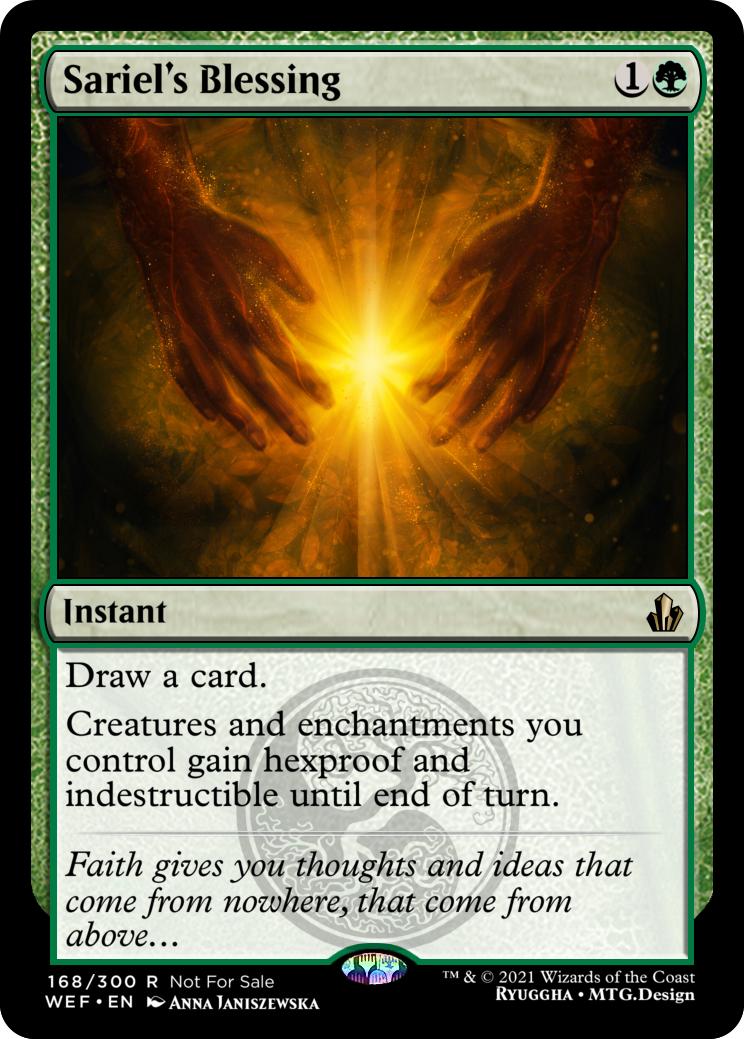 Sariel's Blessing 1
Instant
Draw a card.
Creatures and enchantments you
control gain hexproof and
indestructible until end of turn.
Faith gives you thoughts and ideas that
come from nowhere, that come from
above...
168/300 R Not For Sale
WEF • EN Anna Janiszewska
™ & © 2021 Wizards of the Coast
Ryuggha • MTG.Design